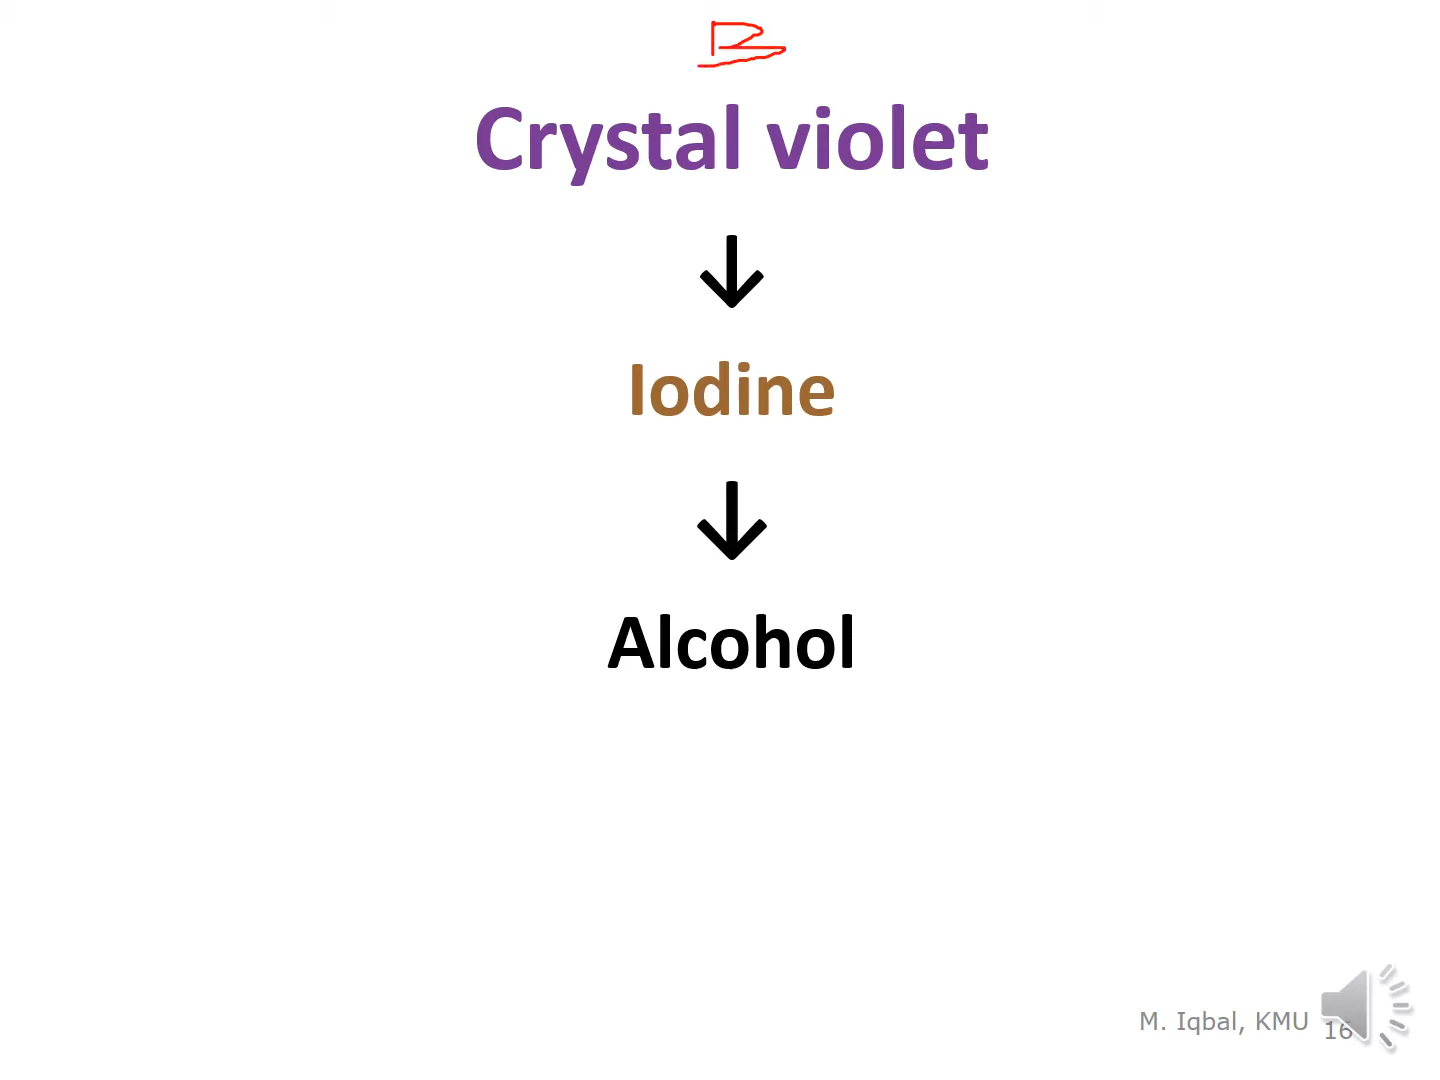 B
Crystal violet
↓
Iodine
↓
Alcohol
M. Iqbal, KMU
16